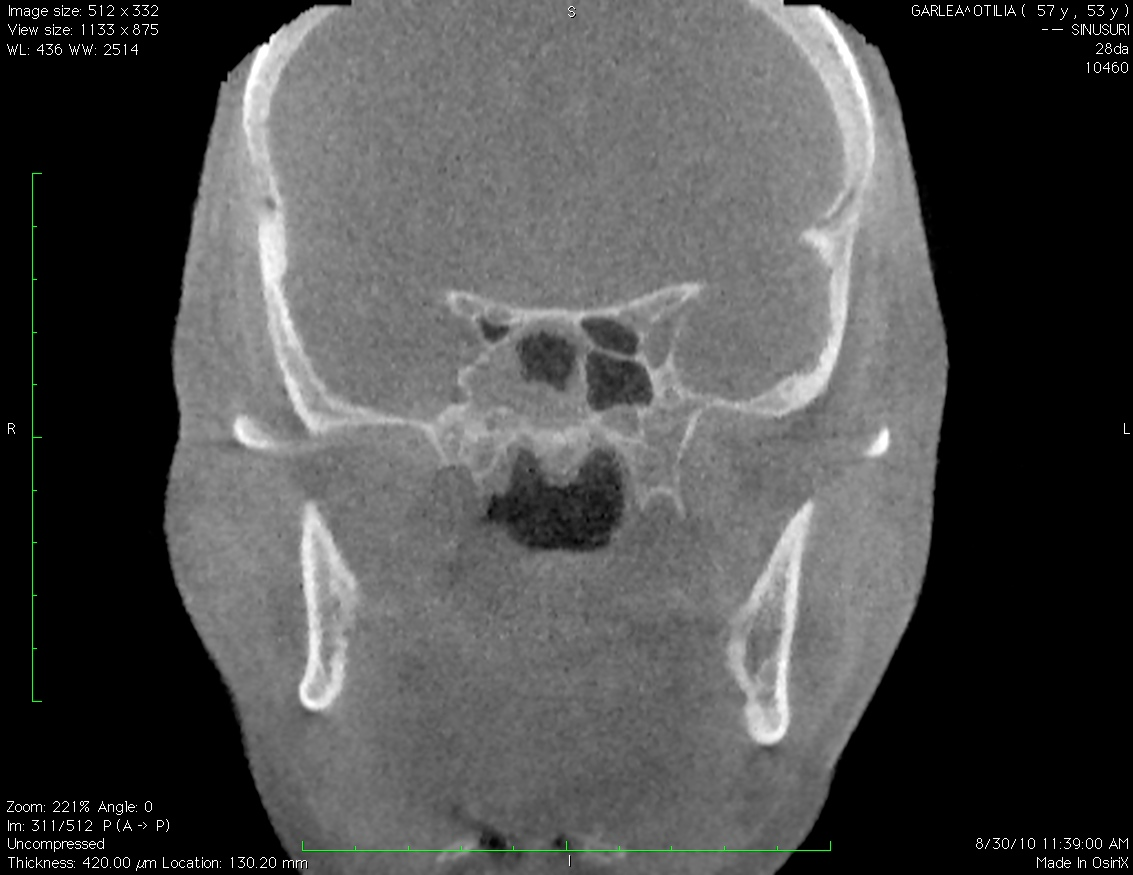 Image size: 512 x 332
View size: 1133 x 875
WL: 436 WW: 2514
S
GARLEA^OTILIA ( 57 y , 53 y )
-- SINUSURI
28da
10460
R
L
Zoom: 221% Angle: 0
Im: 311/512 P (A -> P)
Uncompressed
Thickness: 420.00 µm Location: 130.20 mm
I
8/30/10 11:39:00 AM
Made In OsiriX